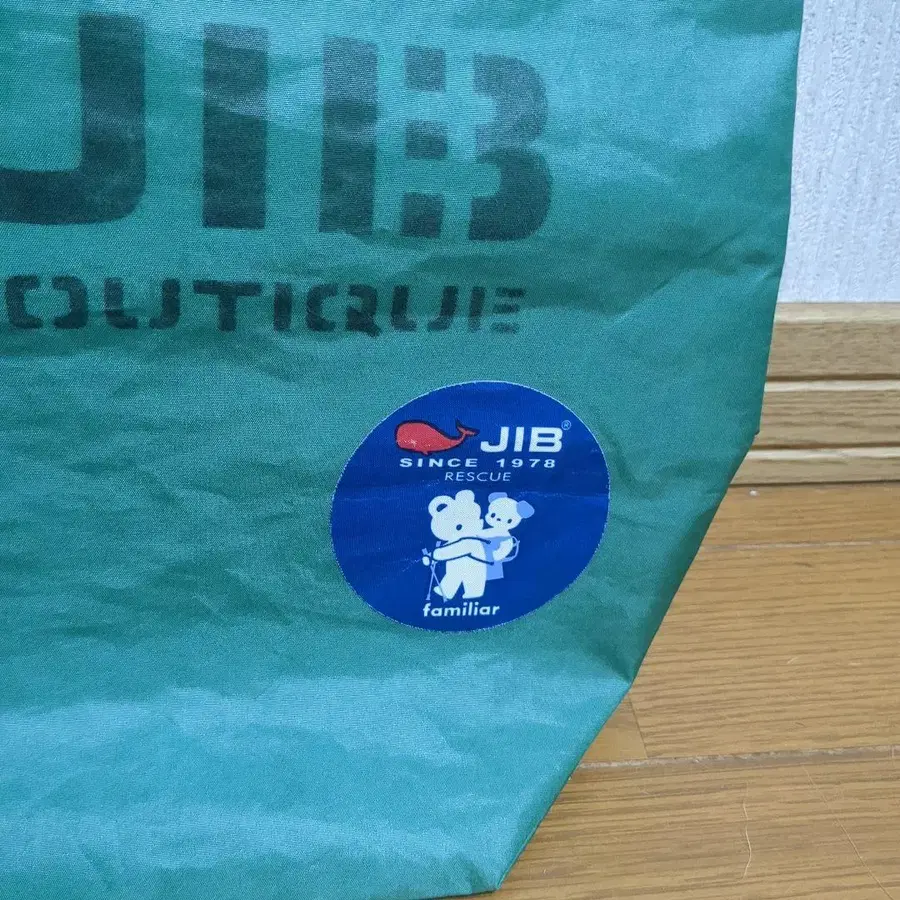 JIB
OUTIQUE
JIB®
SINCE 1978
RESCUE
familiar